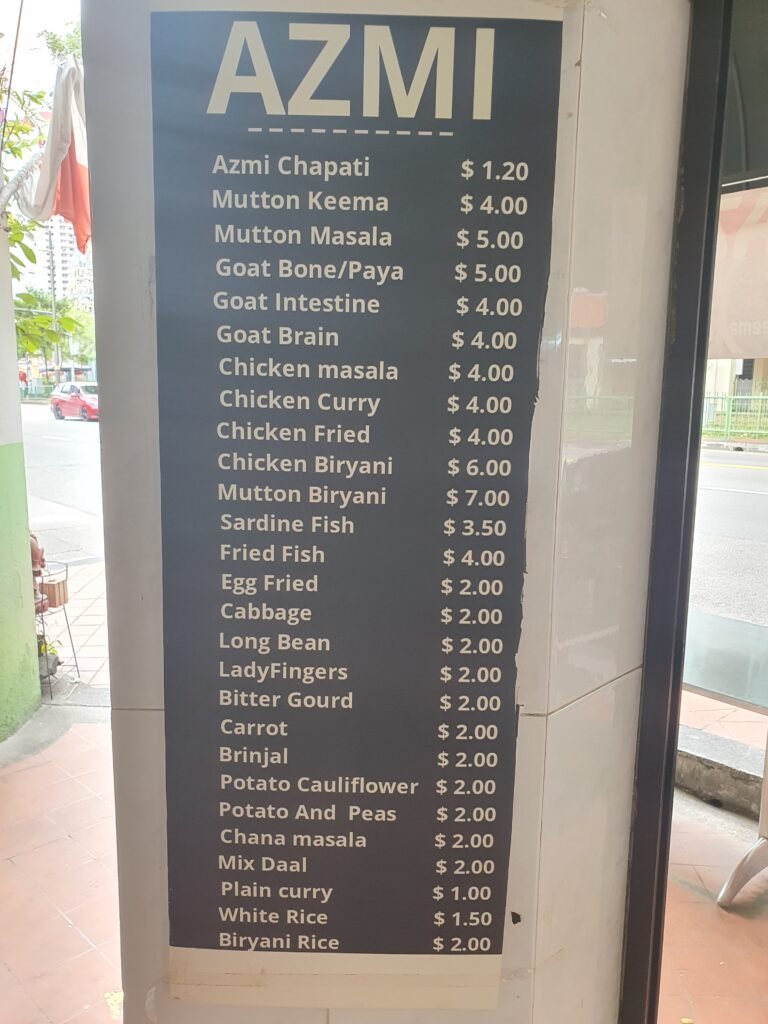 AZMI
Azmi Chapati $ 1.20
Mutton Keema $ 4.00
Mutton Masala $ 5.00
Goat Bone/Paya $ 5.00
Goat Intestine $ 4.00
Goat Brain $ 4.00
Chicken masala $ 4.00
Chicken Curry $ 4.00
Chicken Fried $ 4.00
Chicken Biryani $ 6.00
Mutton Biryani $ 7.00
Sardine Fish $ 3.50
Fried Fish $ 4.00
Egg Fried $ 2.00
Cabbage $ 2.00
Long Bean $ 2.00
LadyFingers $ 2.00
Bitter Gourd $ 2.00
Carrot $ 2.00
Brinjal $ 2.00
Potato Cauliflower $ 2.00
Potato And Peas $ 2.00
Chana masala $ 2.00
Mix Daal $ 2.00
Plain curry $ 1.00
White Rice $ 1.50
Biryani Rice $ 2.00